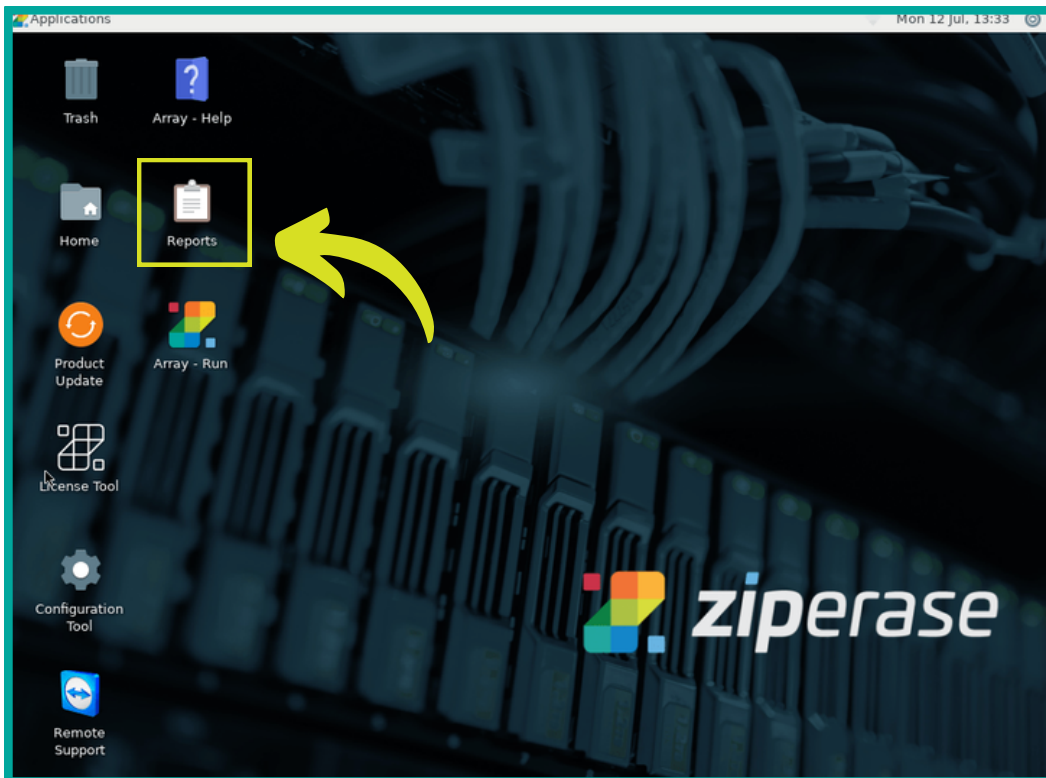 Applications
Mon 12 Jul, 13:33
Trash
Array - Help
Home
Reports
Product
Update
Array - Run
License Tool
Configuration
Tool
ziperase
Remote
Support